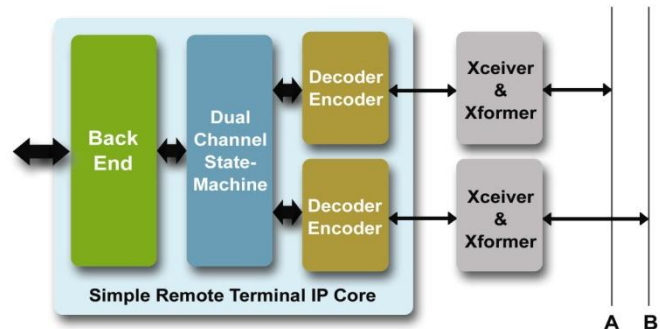 Back
End
Dual
Channel
State-
Machine
Decoder
Encoder
Xceiver
&
Xformer
Decoder
Encoder
Xceiver
&
Xformer
Simple Remote Terminal IP Core
A B